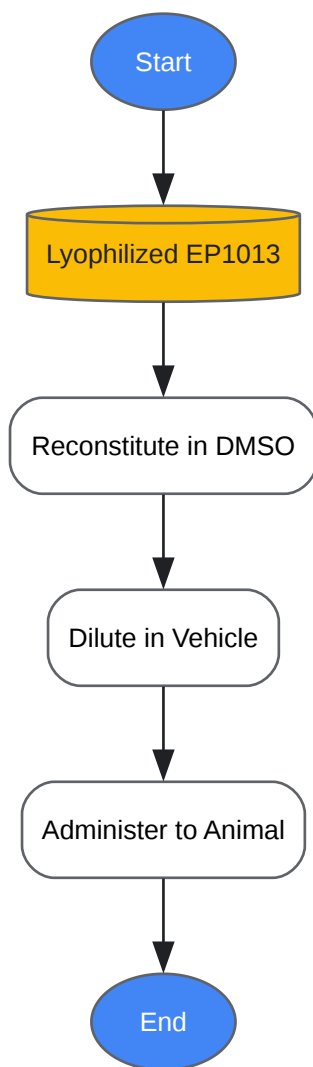 Start
Lyophilized EP1013
Reconstitute in DMSO
Dilute in Vehicle
Administer to Animal
End